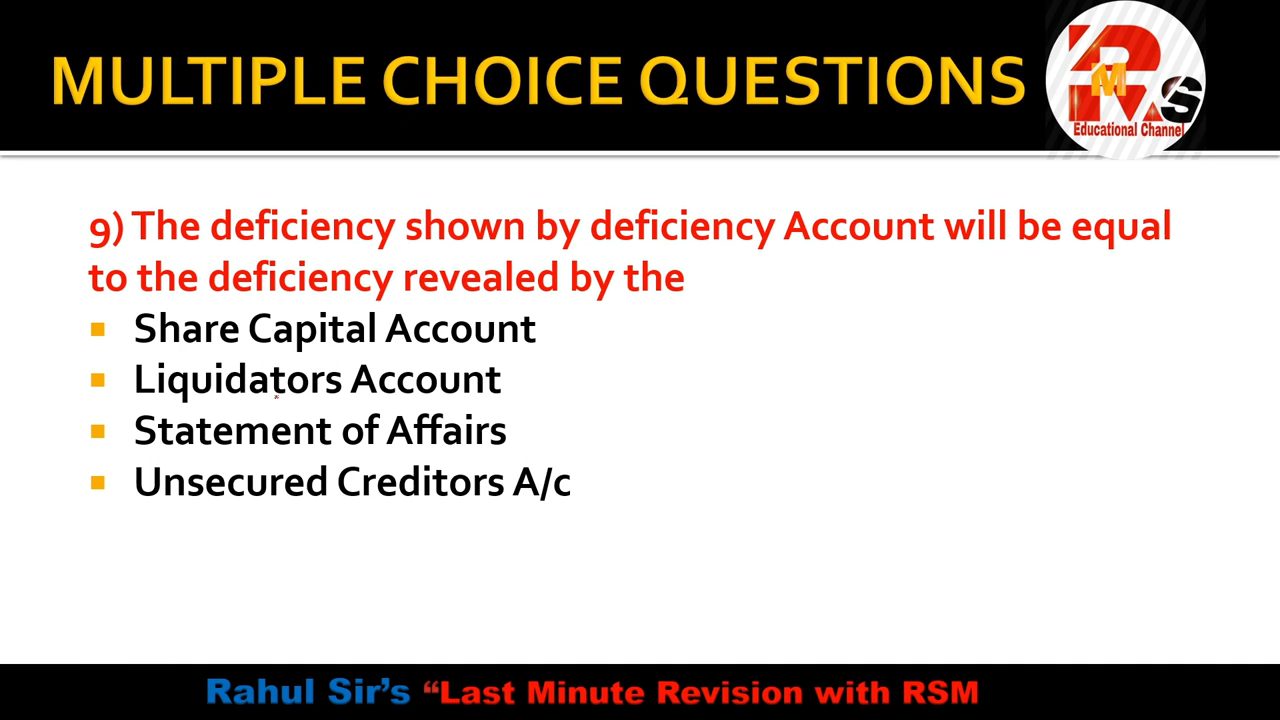 MULTIPLE CHOICE QUESTIONS
Educational Channel
9) The deficiency shown by deficiency Account will be equal
to the deficiency revealed by the
Share Capital Account
Liquidators Account
Statement of Affairs
Unsecured Creditors A/c
Rahul Sir's “Last Minute Revision with RSM